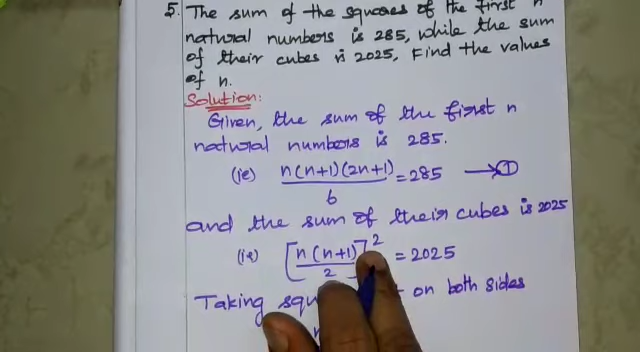 5. The sum of the squares of the first n
natural numbers is 285, while the sum
of their cubes is 2025, Find the values
of n.
Solution:
Given, the sum of the first n
natural numbers is 285.
(ie) n(n+1)(2n+1)/6 = 285 → ①
and the sum of their cubes is 2025
(ie) [n(n+1)/2]² = 2025
Taking on both sides